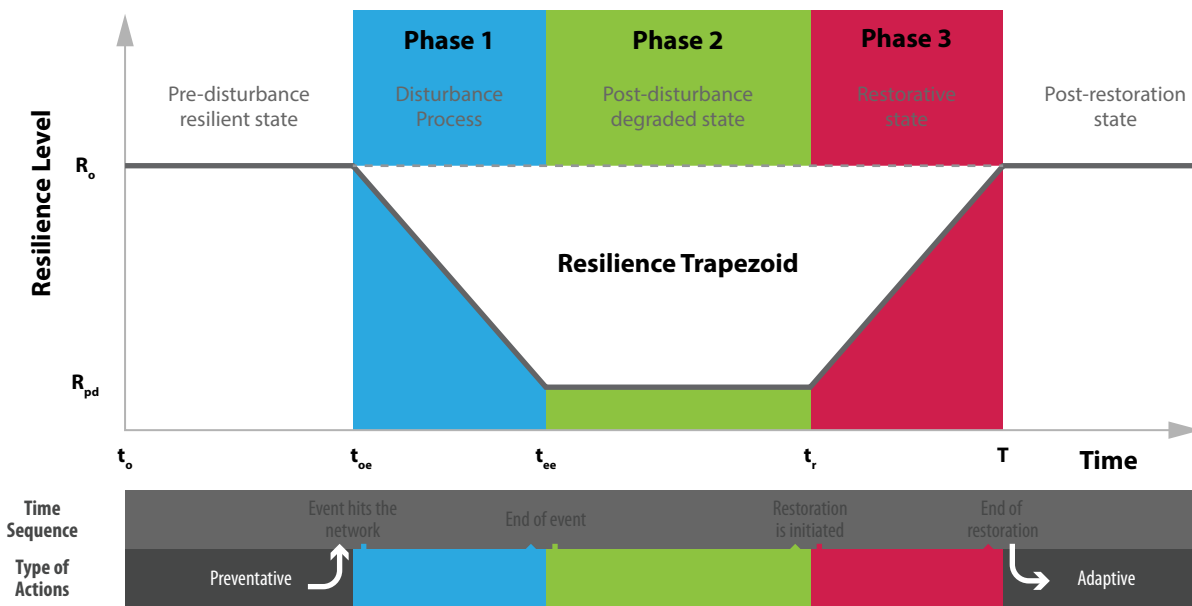 Phase 1
Phase 2
Phase 3
Pre-disturbance
resilient state
Disturbance
Process
Post-disturbance
degraded state
Restorative
state
Post-restoration
state
Resilience Level
R₀
Resilience Trapezoid
Rpd
t₀
toe
tee
tr
T
Time
Time
Sequence
Event hits the
network
End of event
Restoration
is initiated
End of
restoration
Type of
Actions
Preventative
Adaptive